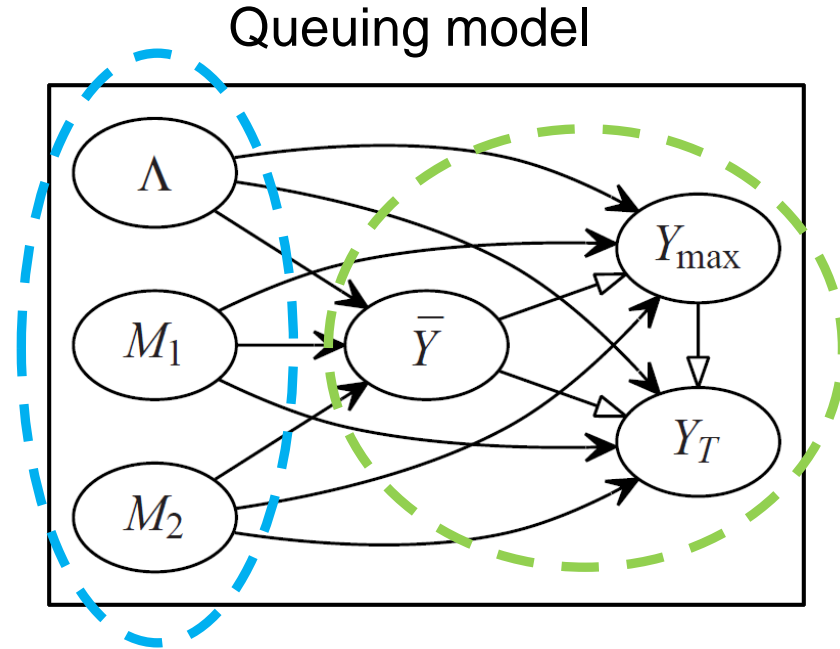 Queuing model
Λ
Y_max
M_1
Ȳ
Y_T
M_2